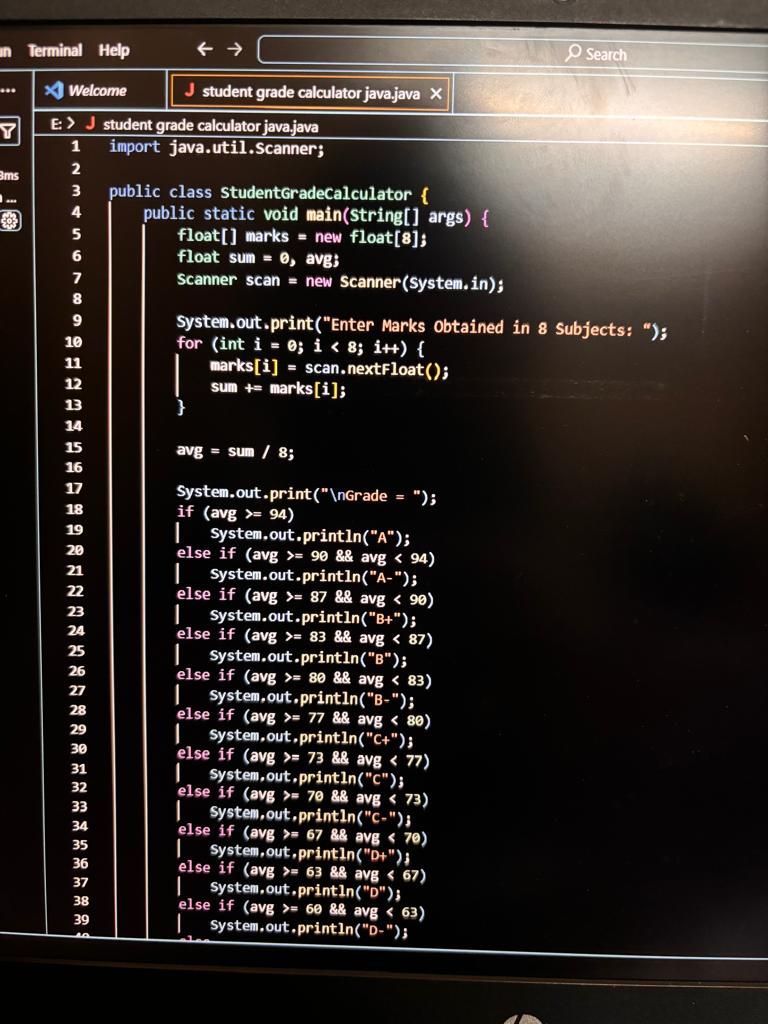 Terminal Help ← → Search
... Welcome J student grade calculator java.java ×
E: > J student grade calculator java.java
1 import java.util.Scanner;
2
3 public class StudentGradeCalculator {
4 public static void main(String[] args) {
5 float[] marks = new float[8];
6 float sum = 0, avg;
7 Scanner scan = new Scanner(System.in);
8
9 System.out.print("Enter Marks Obtained in 8 Subjects: “);
10 for (int i = 0; i < 8; i++) {
11 marks[i] = scan.nextFloat();
12 sum += marks[i];
13 }
14
15 avg = sum / 8;
16
17 System.out.print("\nGrade = ");
18 if (avg >= 94)
19 System.out.println("A");
20 else if (avg >= 90 && avg < 94)
21 System.out.println("A-");
22 else if (avg >= 87 && avg < 90)
23 System.out.println("B+");
24 else if (avg >= 83 && avg < 87)
25 System.out.println("B");
26 else if (avg >= 80 && avg < 83)
27 System.out.println("B-");
28 else if (avg >= 77 && avg < 80)
29 System.out.println("C+");
30 else if (avg >= 73 && avg < 77)
31 System.out.println("C");
32 else if (avg >= 70 && avg < 73)
33 System.out.println("C-");
34 else if (avg >= 67 && avg < 70)
35 System.out.println("D+");
36 else if (avg >= 63 && avg < 67)
37 System.out.println("D");
38 else if (avg >= 60 && avg < 63)
39 System.out.println("D-");